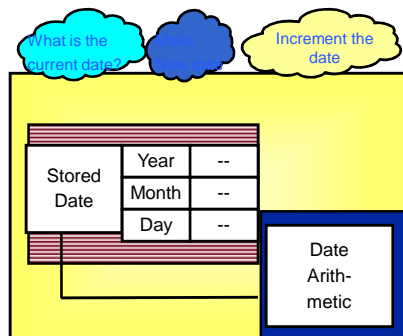 What is the
current date?
Increment the
date
Stored
Date
Year
--
Month
--
Day
--
Date
Arith-
metic